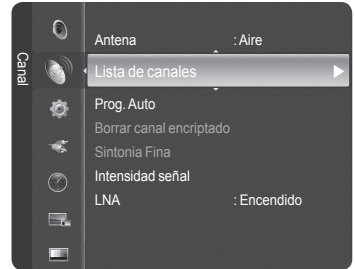 Canal
Antena : Aire
Lista de canales
Prog. Auto
Borrar canal encriptado
Sintonia Fina
Intensidad señal
LNA : Encendido